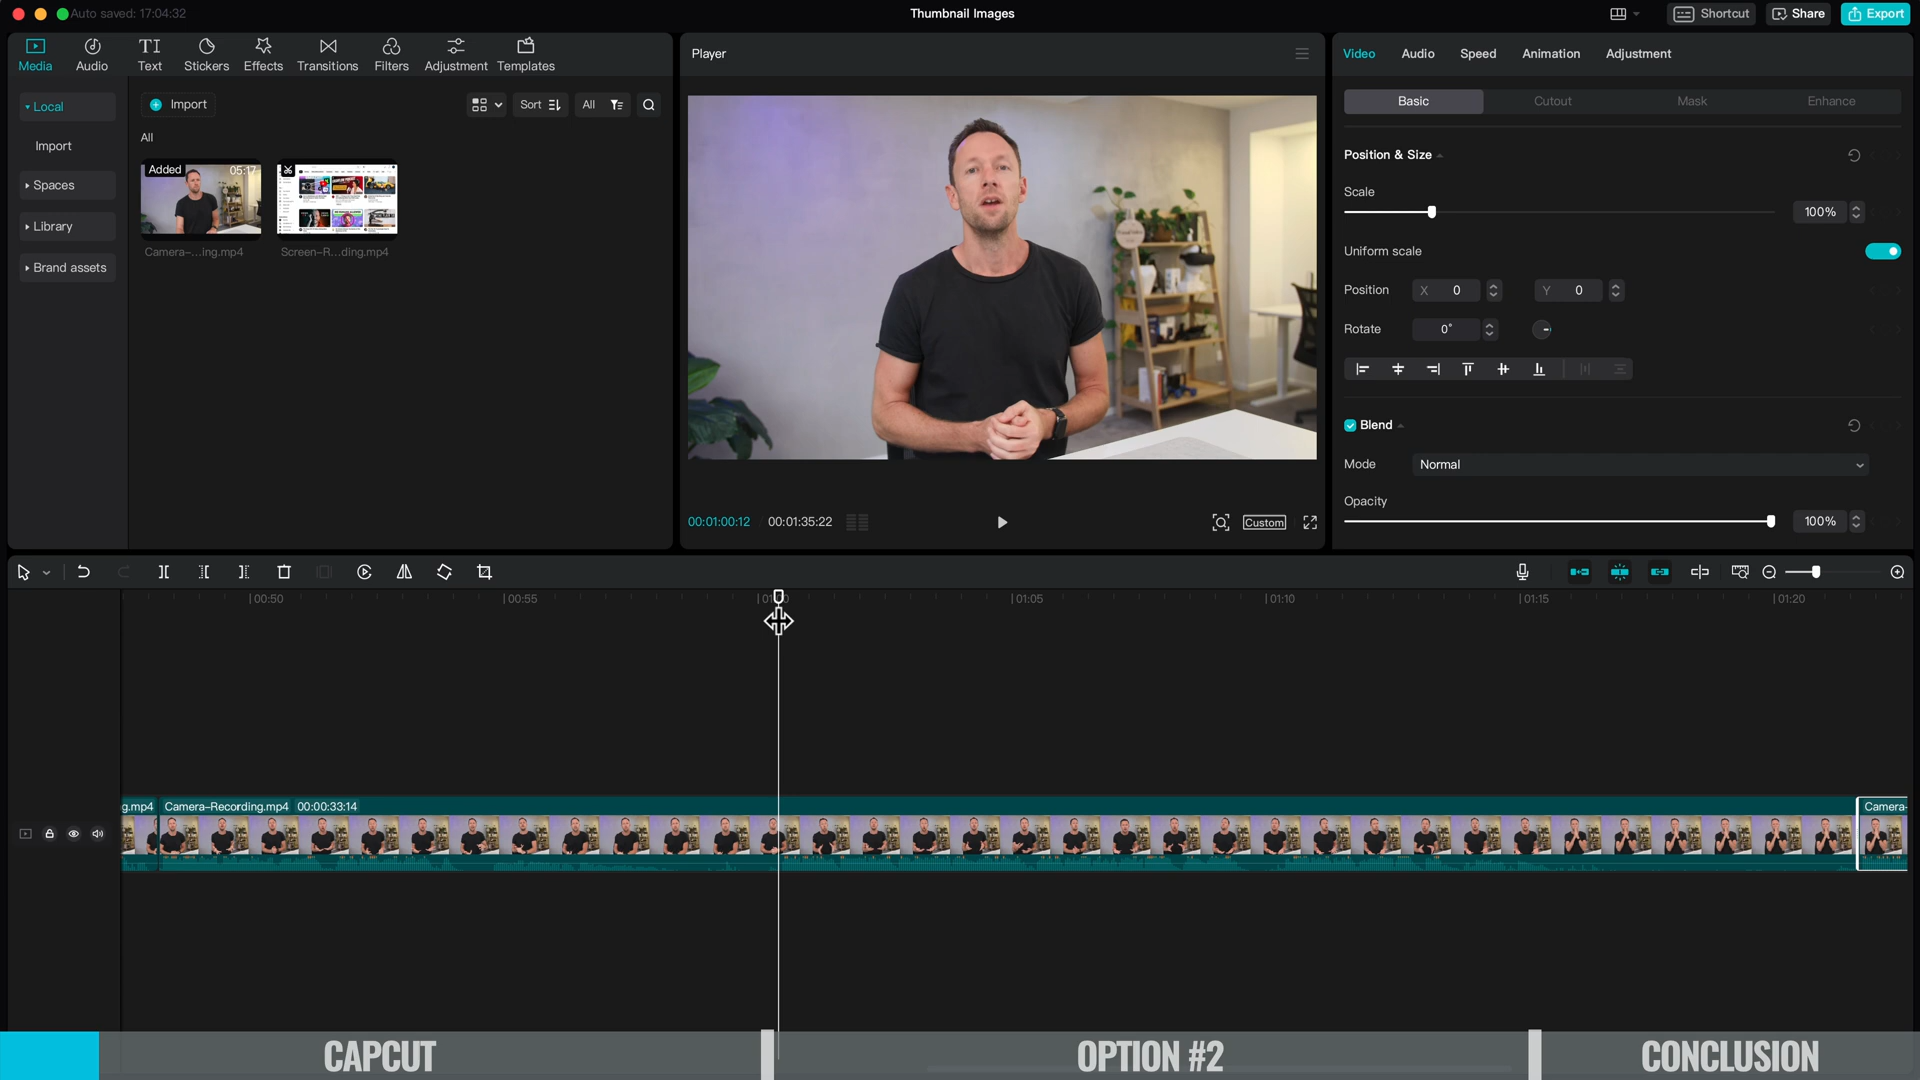 Auto saved: 17:04:32
Thumbnail Images
Shortcut
Share
Export
Media
Audio
Text
Stickers
Effects
Transitions
Filters
Adjustment
Templates
Local
Import
Spaces
Library
Brand assets
Import
Sort
All
All
Added
05:17
Camera-...ing.mp4
Screen-R...ding.mp4
Player
00:01:00:12
00:01:35:22
Custom
Video
Audio
Speed
Animation
Adjustment
Basic
Cutout
Mask
Enhance
Position & Size
Scale
100%
Uniform scale
Position
X 0
Y 0
Rotate
0°
Blend
Mode
Normal
Opacity
100%
00:50
00:55
01:05
01:10
01:15
01:20
g.mp4
Camera-Recording.mp4 00:00:33:14
Camera-
CAPCUT
OPTION #2
CONCLUSION